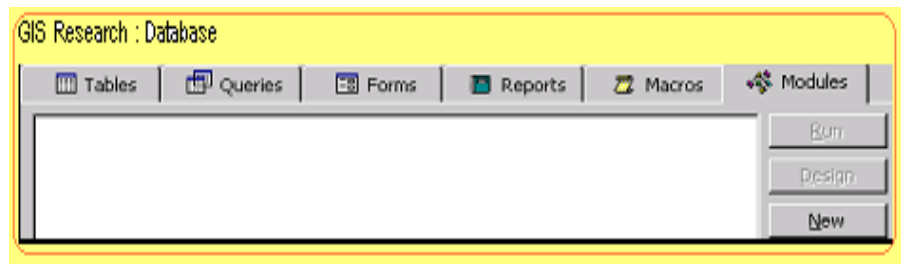 GIS Research : Database
Tables Queries Forms Reports Macros Modules
Run
Design
New